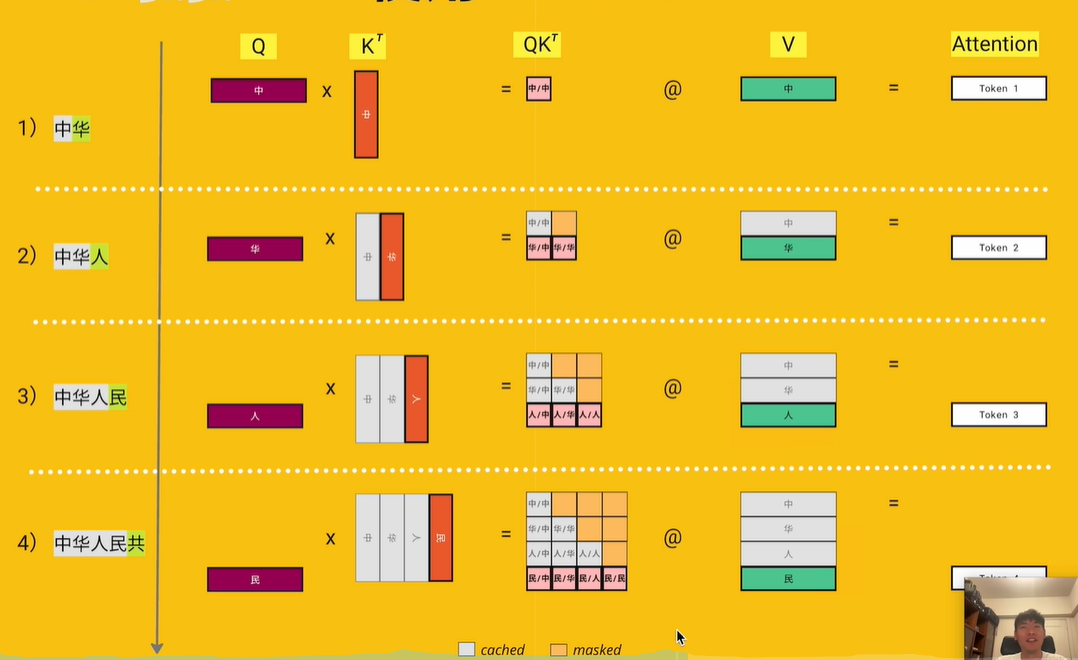 Q K^T QK^T V Attention
中 x 中 = 中/中 @ 中 = Token 1
1) 中华
中 =
中/中
2) 中华人 华 x 中 华 = 华/中 华/华 @ 华 Token 2
中/中 中 =
3) 中华人民 x 中 华 人 = 华/中 华/华 @ 华
人 人/中 人/华 人/人 人 Token 3
中/中 中 =
华/中 华/华 华
4) 中华人民共 x 中 华 人 民 = 人/中 人/华 人/人 @ 人
民 民/中 民/华 民/人 民/民 民
cached masked